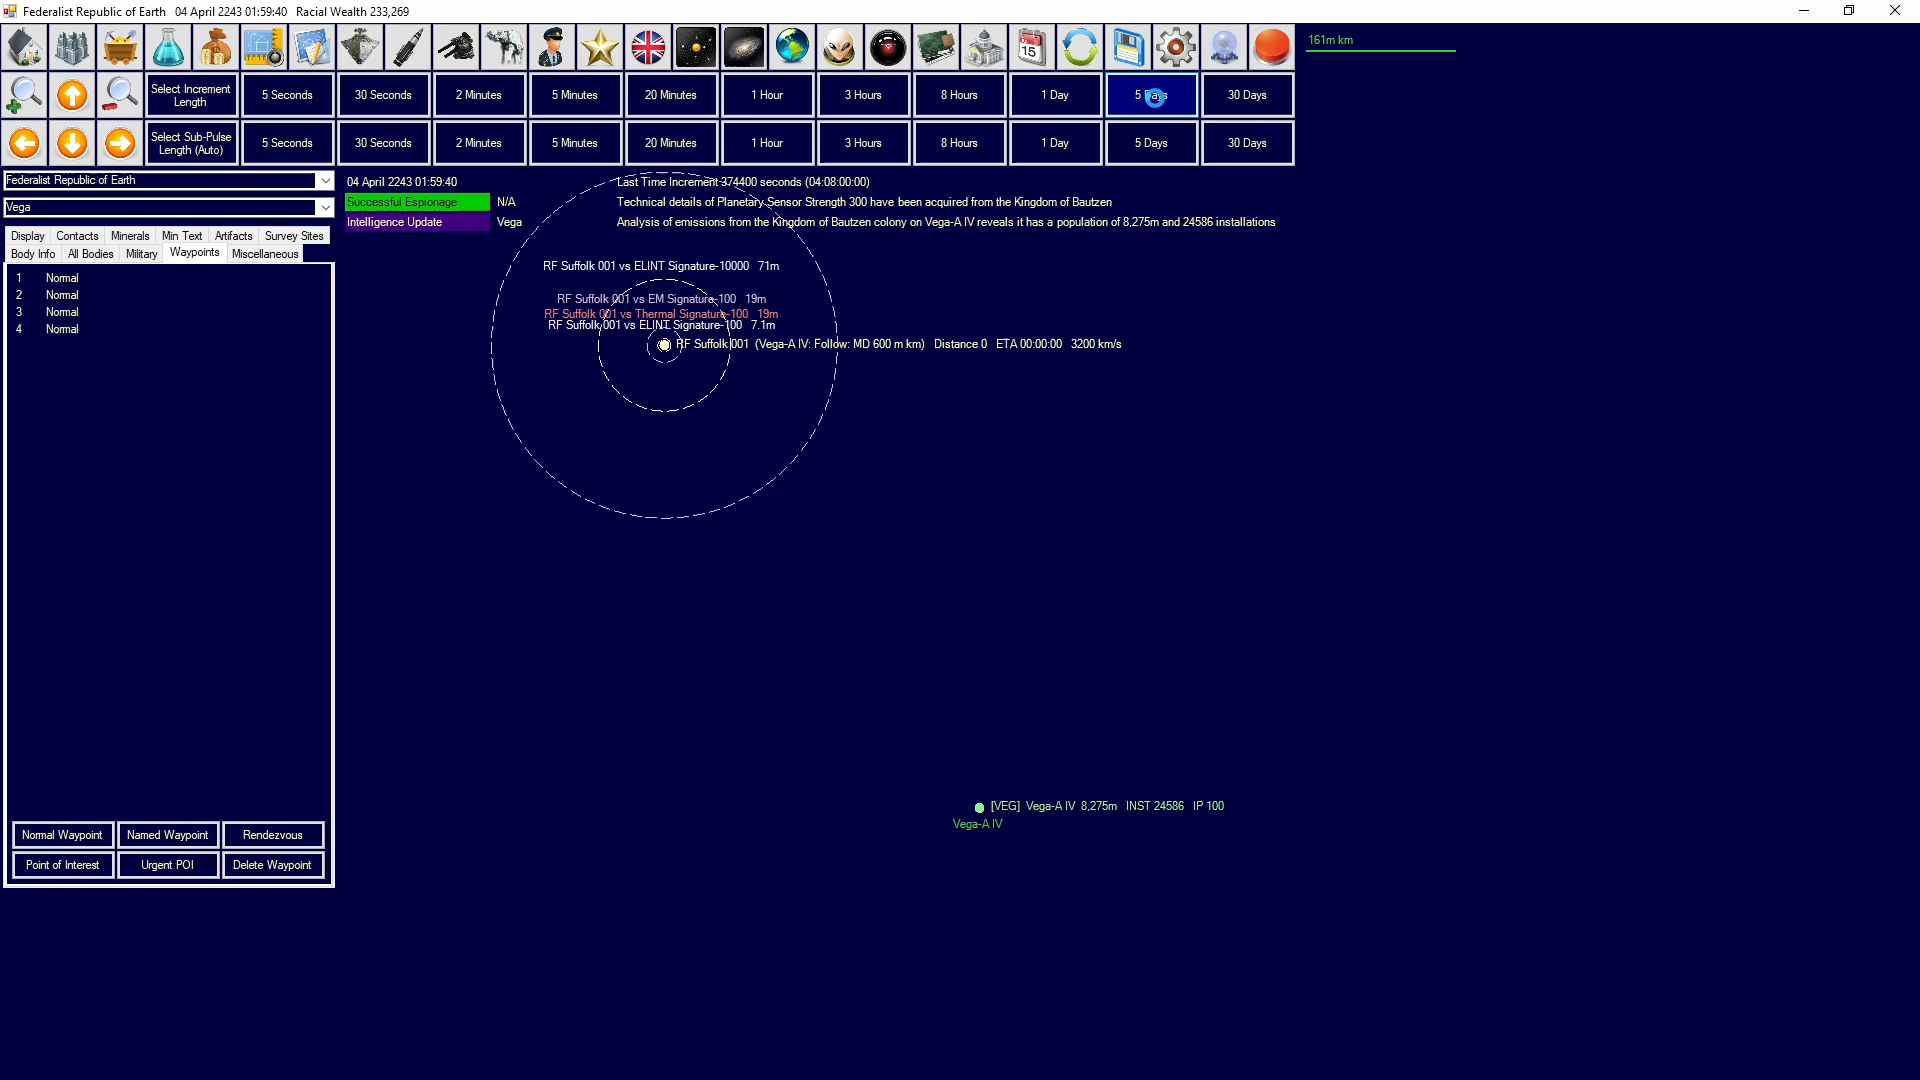 Federalist Republic of Earth   04 April 2243 01:59:40   Racial Wealth 233,269
161m km
15
Select Increment Length   5 Seconds   30 Seconds   2 Minutes   5 Minutes   20 Minutes   1 Hour   3 Hours   8 Hours   1 Day   5 Days   30 Days
Select Sub-Pulse Length (Auto)   5 Seconds   30 Seconds   2 Minutes   5 Minutes   20 Minutes   1 Hour   3 Hours   8 Hours   1 Day   5 Days   30 Days
Federalist Republic of Earth
Vega
Display   Contacts   Minerals   Min Text   Artifacts   Survey Sites
Body Info   All Bodies   Military   Waypoints   Miscellaneous
1   Normal
2   Normal
3   Normal
4   Normal
Normal Waypoint   Named Waypoint   Rendezvous
Point of Interest   Urgent POI   Delete Waypoint
04 April 2243 01:59:40   Last Time Increment 374400 seconds (04:08:00:00)
Successful Espionage   N/A   Technical details of Planetary Sensor Strength 300 have been acquired from the Kingdom of Bautzen
Intelligence Update   Vega   Analysis of emissions from the Kingdom of Bautzen colony on Vega-A IV reveals it has a population of 8,275m and 24586 installations
RF Suffolk 001 vs ELINT Signature-10000   71m
RF Suffolk 001 vs EM Signature-100   19m
RF Suffolk 001 vs Thermal Signature-100   19m
RF Suffolk 001 vs ELINT Signature-100   7.1m
RF Suffolk 001   (Vega-A IV: Follow: MD 600 m km)   Distance 0   ETA 00:00:00   3200 km/s
[VEG]   Vega-A IV   8,275m   INST 24586   IP 100
Vega-A IV